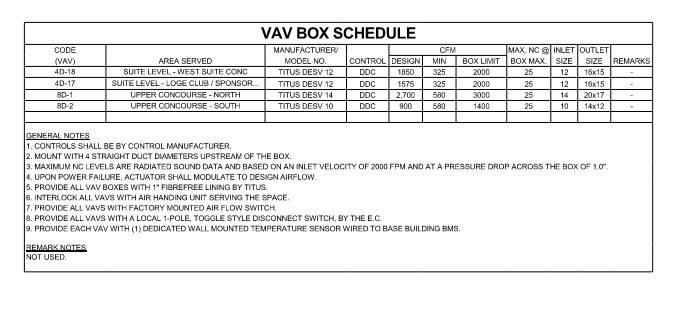 VAV BOX SCHEDULE
CODE MANUFACTURER/ CFM MAX. NC @ INLET OUTLET
(VAV) AREA SERVED MODEL NO. CONTROL DESIGN MIN BOX LIMIT BOX MAX. SIZE SIZE REMARKS
4D-18 SUITE LEVEL - WEST SUITE CONC TITUS DESV 12 DDC 1850 325 2000 25 12 16x15 -
4D-17 SUITE LEVEL - LOGE CLUB / SPONSOR... TITUS DESV 12 DDC 1575 325 2000 25 12 16x15 -
8D-1 UPPER CONCOURSE - NORTH TITUS DESV 14 DDC 2,700 580 3000 25 14 20x17 -
8D-2 UPPER CONCOURSE - SOUTH TITUS DESV 10 DDC 900 580 1400 25 10 14x12 -
GENERAL NOTES
1. CONTROLS SHALL BE BY CONTROL MANUFACTURER.
2. MOUNT WITH 4 STRAIGHT DUCT DIAMETERS UPSTREAM OF THE BOX.
3. MAXIMUM NC LEVELS ARE RADIATED SOUND DATA AND BASED ON AN INLET VELOCITY OF 2000 FPM AND AT A PRESSURE DROP ACROSS THE BOX OF 1.0".
4. UPON POWER FAILURE, ACTUATOR SHALL MODULATE TO DESIGN AIRFLOW.
5. PROVIDE ALL VAV BOXES WITH 1" FIBREFREE LINING BY TITUS.
6. INTERLOCK ALL VAVS WITH AIR HANDING UNIT SERVING THE SPACE.
7. PROVIDE ALL VAVS WITH FACTORY MOUNTED AIR FLOW SWITCH.
8. PROVIDE ALL VAVS WITH A LOCAL 1-POLE, TOGGLE STYLE DISCONNECT SWITCH, BY THE E.C.
9. PROVIDE EACH VAV WITH (1) DEDICATED WALL MOUNTED TEMPERATURE SENSOR WIRED TO BASE BUILDING BMS.
REMARK NOTES
NOT USED.